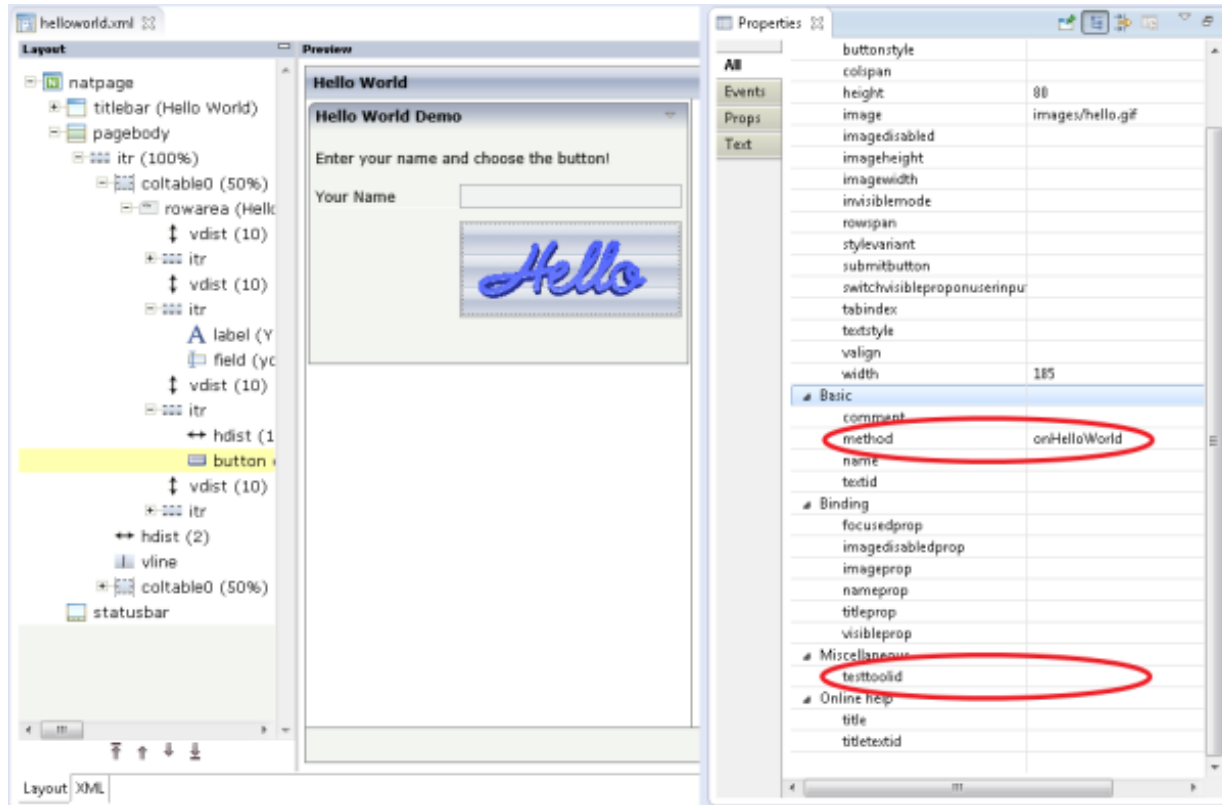 helloworld.xml
Layout
natpage
titlebar (Hello World)
pagebody
itr (100%)
coltable0 (50%)
rowarea (Hello
vdist (10)
itr
vdist (10)
itr
label (Y
field (yo
vdist (10)
itr
hdist (1
button
vdist (10)
itr
hdist (2)
vline
coltable0 (50%)
statusbar
Layout XML
Preview
Hello World
Hello World Demo
Enter your name and choose the button!
Your Name
Hello
Properties
All
Events
Props
Text
buttonstyle
colspan
height 80
image images/hello.gif
imagedisabled
imageheight
imagewidth
invisiblemode
rowspan
stylevariant
submitbutton
switchvisibleproponuserinpu
tabindex
textstyle
valign
width 185
Basic
comment
method onHelloWorld
name
textid
Binding
focusedprop
imagedisabledprop
imageprop
nameprop
titleprop
visibleprop
Miscellaneous
testtoolid
Online help
title
titletextid